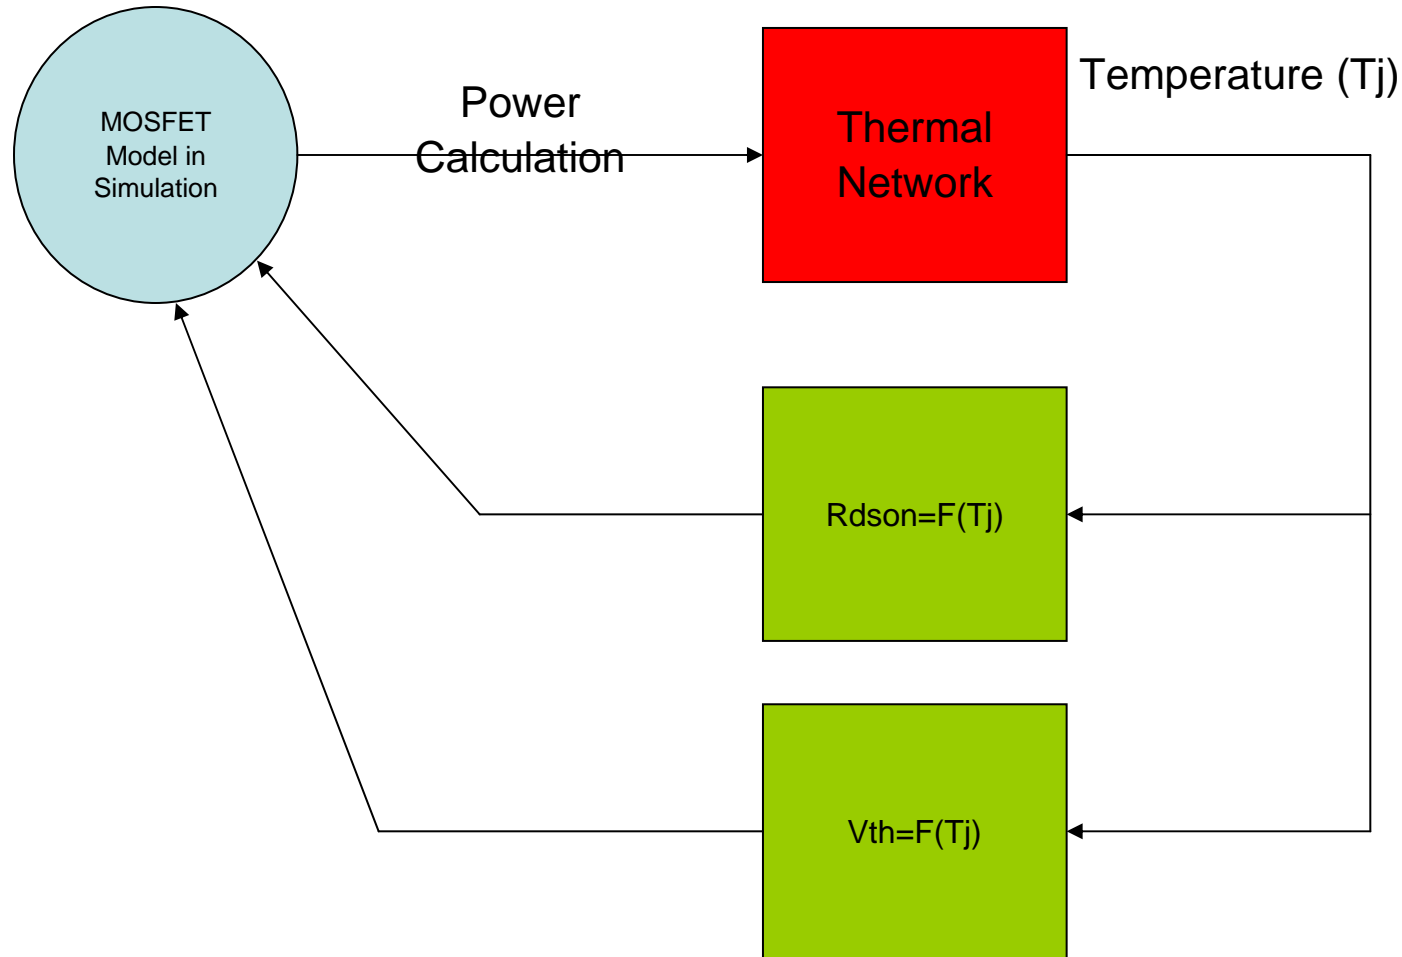 MOSFET
Model in
Simulation
Power
Calculation
Thermal
Network
Temperature (Tj)
Rdson=F(Tj)
Vth=F(Tj)